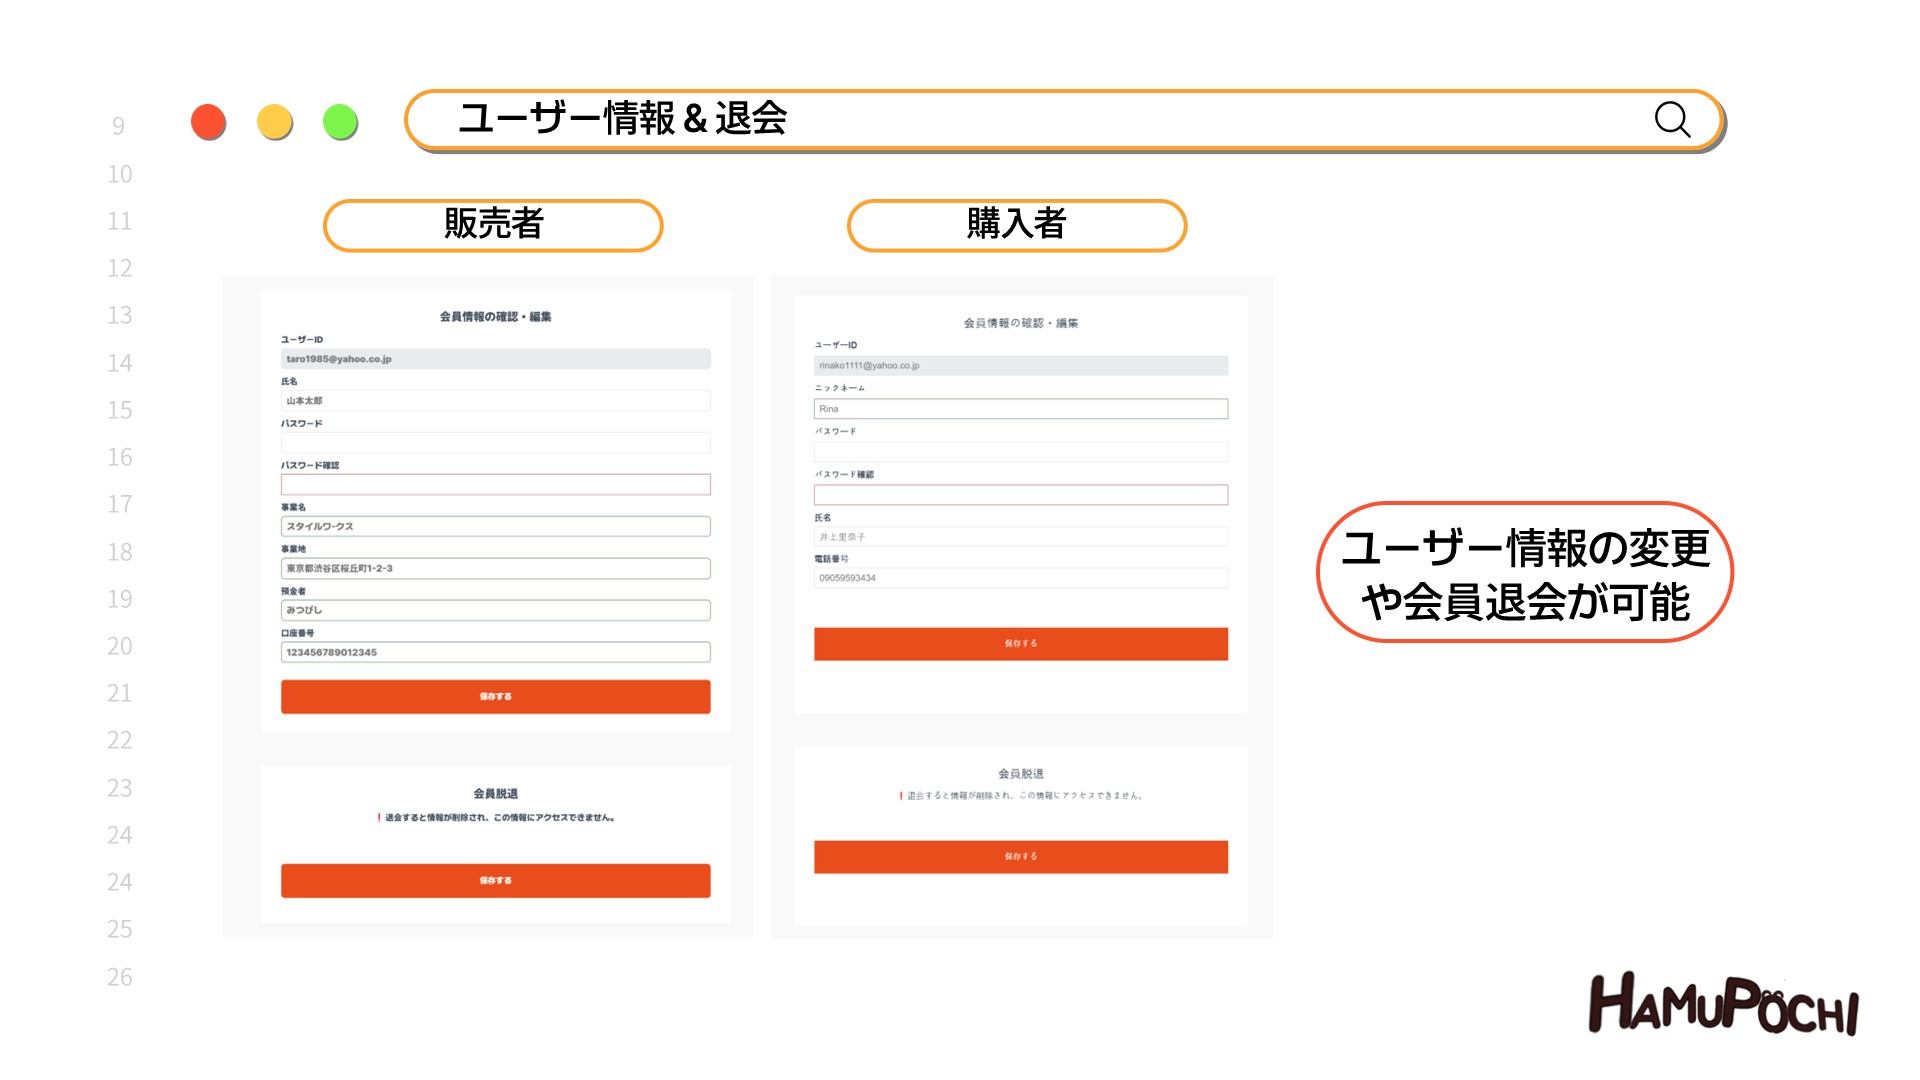 ユーザー情報 & 退会
9
10
11
12
13
14
15
16
17
18
19
20
21
22
23
24
24
25
26
販売者
会員情報の確認・編集
ユーザーID
taro1985@yahoo.co.jp
氏名
山本太郎
パスワード
パスワード確認
事業名
スタイルワークス
事業地
東京都渋谷区桜丘町1-2-3
預金者
みつびし
口座番号
123456789012345
保存する
会員脱退
❗退会すると情報が削除され、この情報にアクセスできません。
保存する
購入者
会員情報の確認・編集
ユーザーID
rinako1111@yahoo.co.jp
ニックネーム
Rina
パスワード
パスワード確認
氏名
井上里奈子
電話番号
09059593434
保存する
会員脱退
❗退会すると情報が削除され、この情報にアクセスできません。
保存する
ユーザー情報の変更
や会員退会が可能
HAMUPOCHI